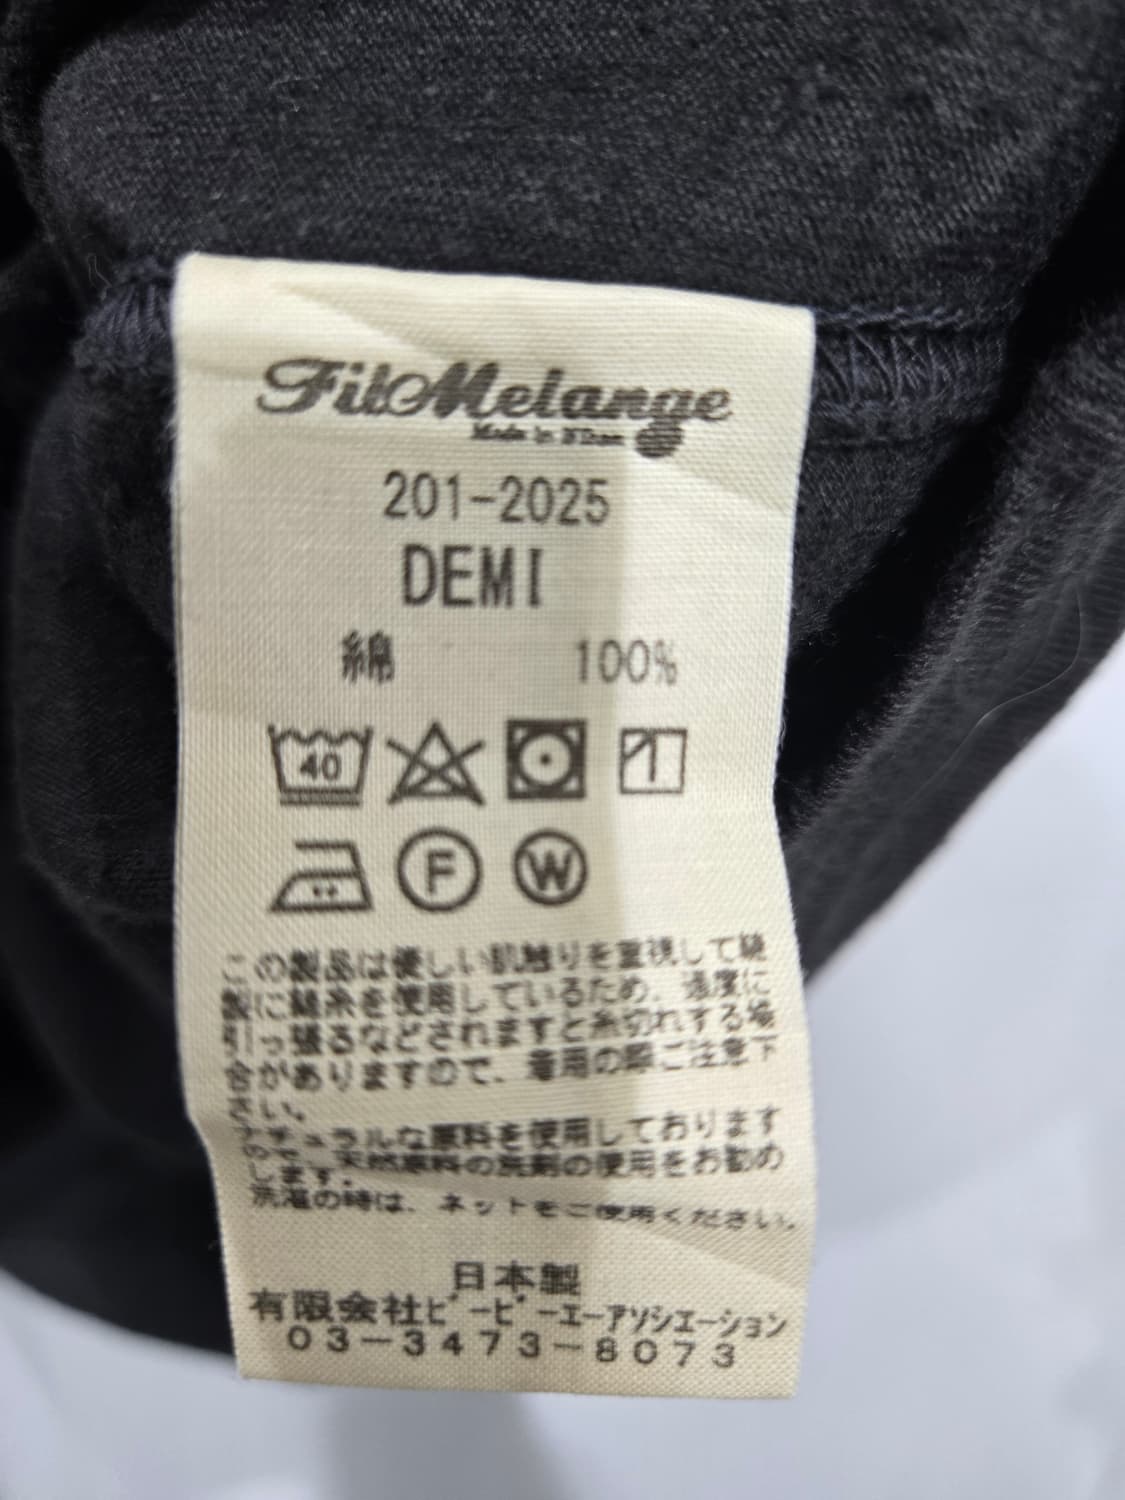 FilMelange
Made in
201-2025
DEMI
綿 100%
40
F W
この製品は優しい肌触りを重視して縫
製に綿糸を使用しているため、過度に
引っ張るなどされますと糸切れする場
合がありますので、着用の際ご注意下
さい。
ナチュラルな原料を使用しております
ので、天然原料の洗剤の使用をお勧め
します。
洗濯の時は、ネットをご使用ください。
日本製
有限会社ビーピーエーアソシエーション
03-3473-8073